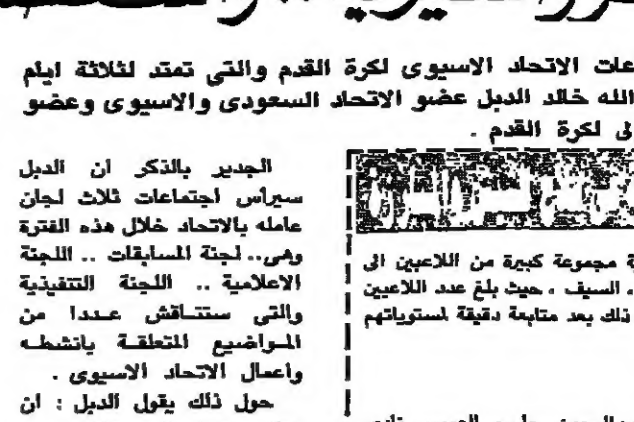 عات الاتحاد الاسيوى لكرة القدم والتي تمتد لثلاثة ايام
الله خالد الدبل عضو الاتحاد السعودى والاسيوى وعضو
لى لكرة القدم .
الجدير بالذكر ان الدبل
سيرأس اجتماعات ثلاث لجان
عامله بالاتحاد خلال هذه الفترة
وهى.. لجنة المسابقات .. اللجنة
الاعلامية .. اللجنة التنفيذية
والتي ستناقش عددا من
المواضيع المتعلقة بانشطه
واعمال الاتحاد الاسيوى .
حول ذلك يقول الدبل : ان
ة مجموعة كبيرة من اللاعبين الى
، السيف ، حيث بلغ عدد اللاعبين
ذلك بعد متابعة دقيقة لمستوياتهم